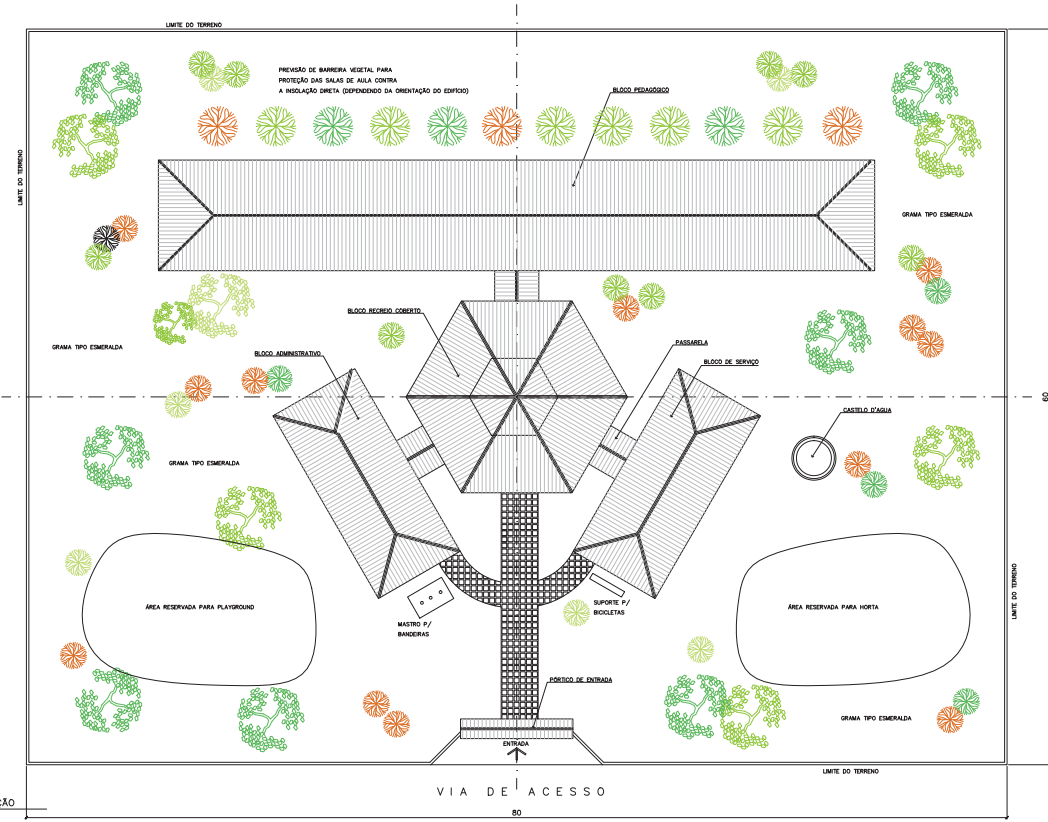 LIMITE DO TERRENO
PREVISÃO DE BARREIRA VEGETAL PARA
PROTEÇÃO DAS SALAS DE AULA CONTRA
A INSOLAÇÃO DIRETA (DEPENDENDO DA ORIENTAÇÃO DO EDIFÍCIO)
BLOCO PEDAGÓGICO
LIMITE DO TERRENO
GRAMA TIPO ESMERALDA
BLOCO RECREIO COBERTO
GRAMA TIPO ESMERALDA
PASSARELA
BLOCO ADMINISTRATIVO
BLOCO DE SERVIÇO
60
CASTELO D'AGUA
GRAMA TIPO ESMERALDA
LIMITE DO TERRENO
ÁREA RESERVADA PARA PLAYGROUND
SUPORTE P/
BICICLETAS
ÁREA RESERVADA PARA HORTA
MASTRO P/
BANDEIRAS
PÓRTICO DE ENTRADA
GRAMA TIPO ESMERALDA
ENTRADA
LIMITE DO TERRENO
VIA DE ACESSO
ÇÃO
80